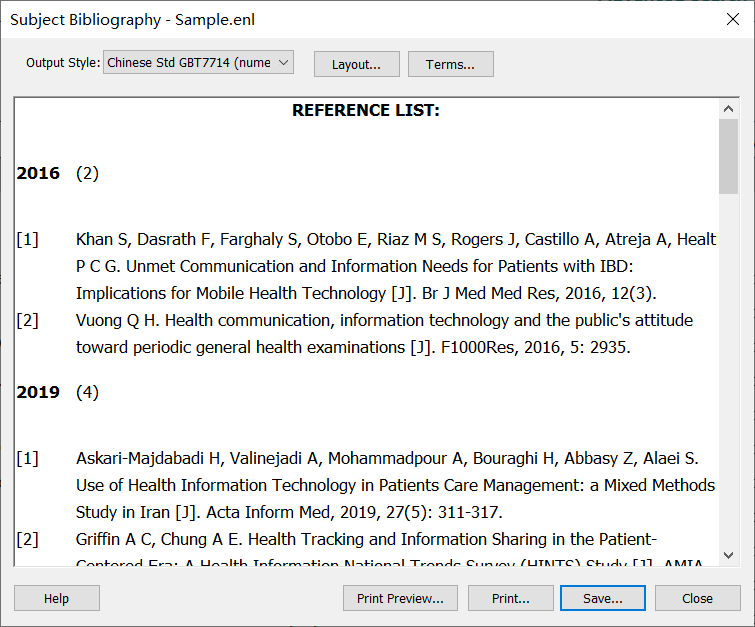 Subject Bibliography - Sample.enl
Output Style: Chinese Std GBT7714 (nume Layout... Terms...
REFERENCE LIST:
2016 (2)
[1] Khan S, Dasrath F, Farghaly S, Otobo E, Riaz M S, Rogers J, Castillo A, Atreja A, Healt
P C G. Unmet Communication and Information Needs for Patients with IBD:
Implications for Mobile Health Technology [J]. Br J Med Med Res, 2016, 12(3).
[2] Vuong Q H. Health communication, information technology and the public's attitude
toward periodic general health examinations [J]. F1000Res, 2016, 5: 2935.
2019 (4)
[1] Askari-Majdabadi H, Valinejadi A, Mohammadpour A, Bouraghi H, Abbasy Z, Alaei S.
Use of Health Information Technology in Patients Care Management: a Mixed Methods
Study in Iran [J]. Acta Inform Med, 2019, 27(5): 311-317.
[2] Griffin A C, Chung A E. Health Tracking and Information Sharing in the Patient-
Centered Era: A Health Information National Trends Survey (HINTS) Study [J]. AMIA
Help Print Preview... Print... Save... Close